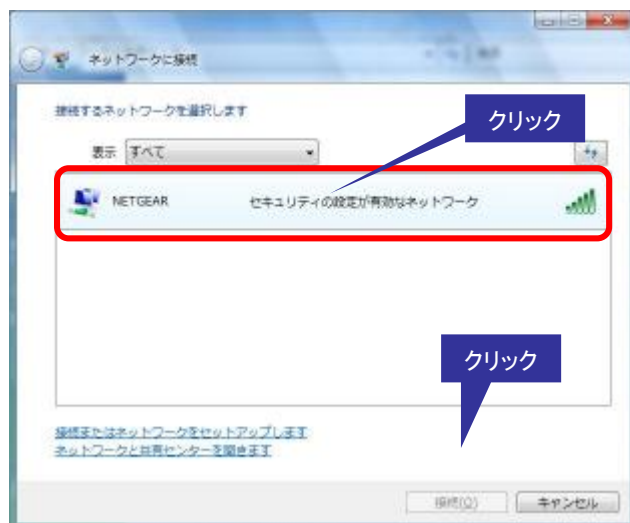 ネットワークに接続
接続するネットワークを選択します
クリック
表示 すべて
NETGEAR セキュリティの設定が有効なネットワーク
クリック
接続またはネットワークをセットアップします
ネットワークと共有センターを開きます
接続(O) キャンセル